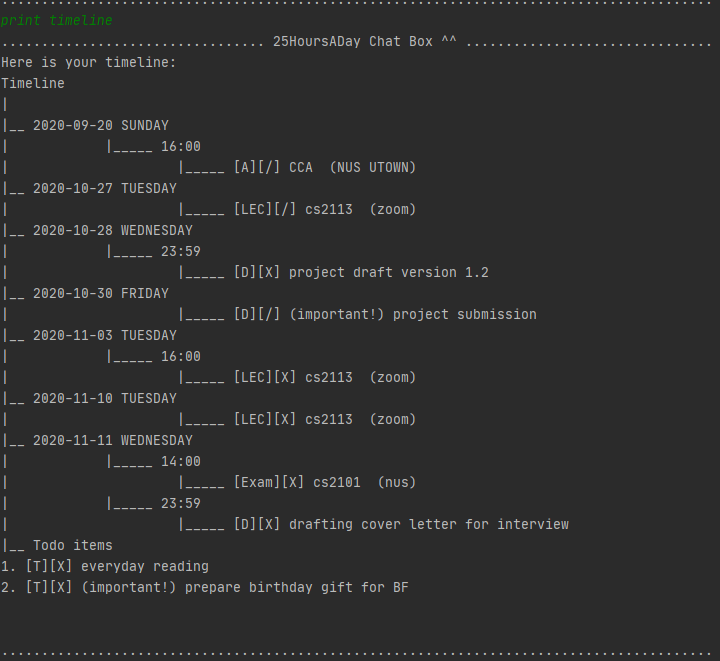 .........................................................................................
print timeline
................................. 25HoursADay Chat Box ^^ ...............................
Here is your timeline:
Timeline
|
|__ 2020-09-20 SUNDAY
|            |_____ 16:00
|                     |_____ [A][/] CCA  (NUS UTOWN)
|__ 2020-10-27 TUESDAY
|                     |_____ [LEC][/] cs2113  (zoom)
|__ 2020-10-28 WEDNESDAY
|            |_____ 23:59
|                     |_____ [D][X] project draft version 1.2
|__ 2020-10-30 FRIDAY
|                     |_____ [D][/] (important!) project submission
|__ 2020-11-03 TUESDAY
|            |_____ 16:00
|                     |_____ [LEC][X] cs2113  (zoom)
|__ 2020-11-10 TUESDAY
|                     |_____ [LEC][X] cs2113  (zoom)
|__ 2020-11-11 WEDNESDAY
|            |_____ 14:00
|                     |_____ [Exam][X] cs2101  (nus)
|            |_____ 23:59
|                     |_____ [D][X] drafting cover letter for interview
|__ Todo items
1. [T][X] everyday reading
2. [T][X] (important!) prepare birthday gift for BF
.........................................................................................